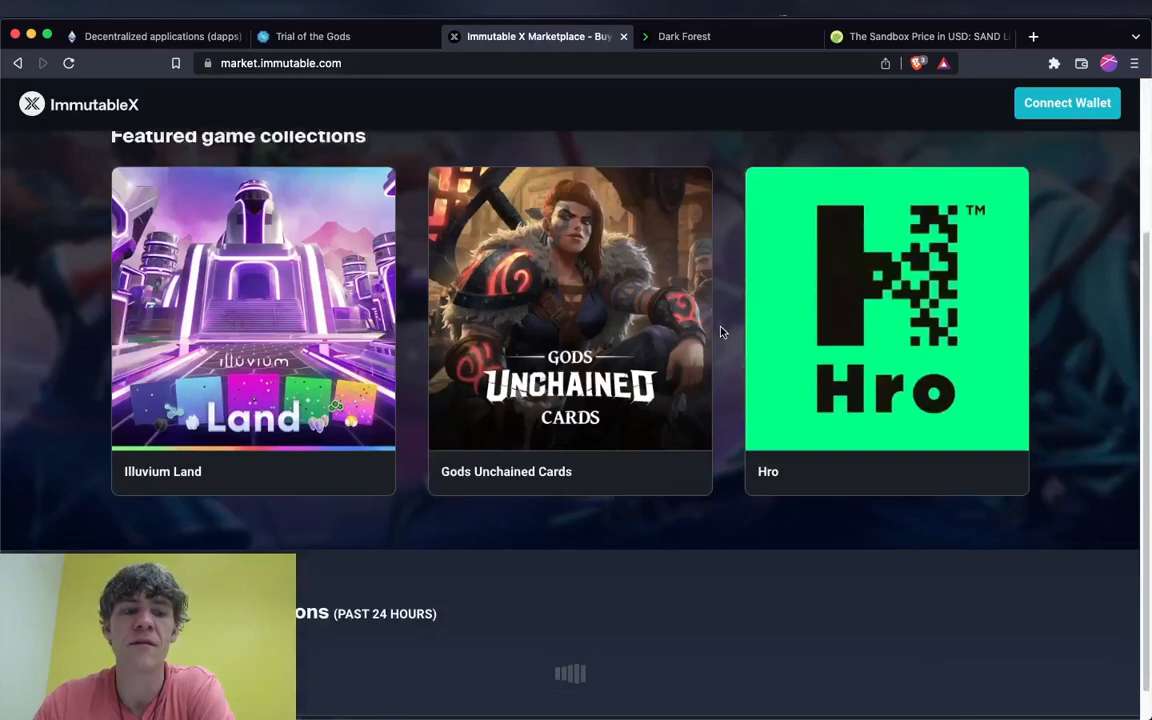 Decentralized applications (dapps)
Trial of the Gods
Immutable X Marketplace - Buy
Dark Forest
The Sandbox Price in USD: SAND Li
market.immutable.com
3
ImmutableX
Connect Wallet
Featured game collections
illuvium
Land
GODS
UNCHAINED
CARDS
H TM
Hro
Illuvium Land
Gods Unchained Cards
Hro
ons (PAST 24 HOURS)